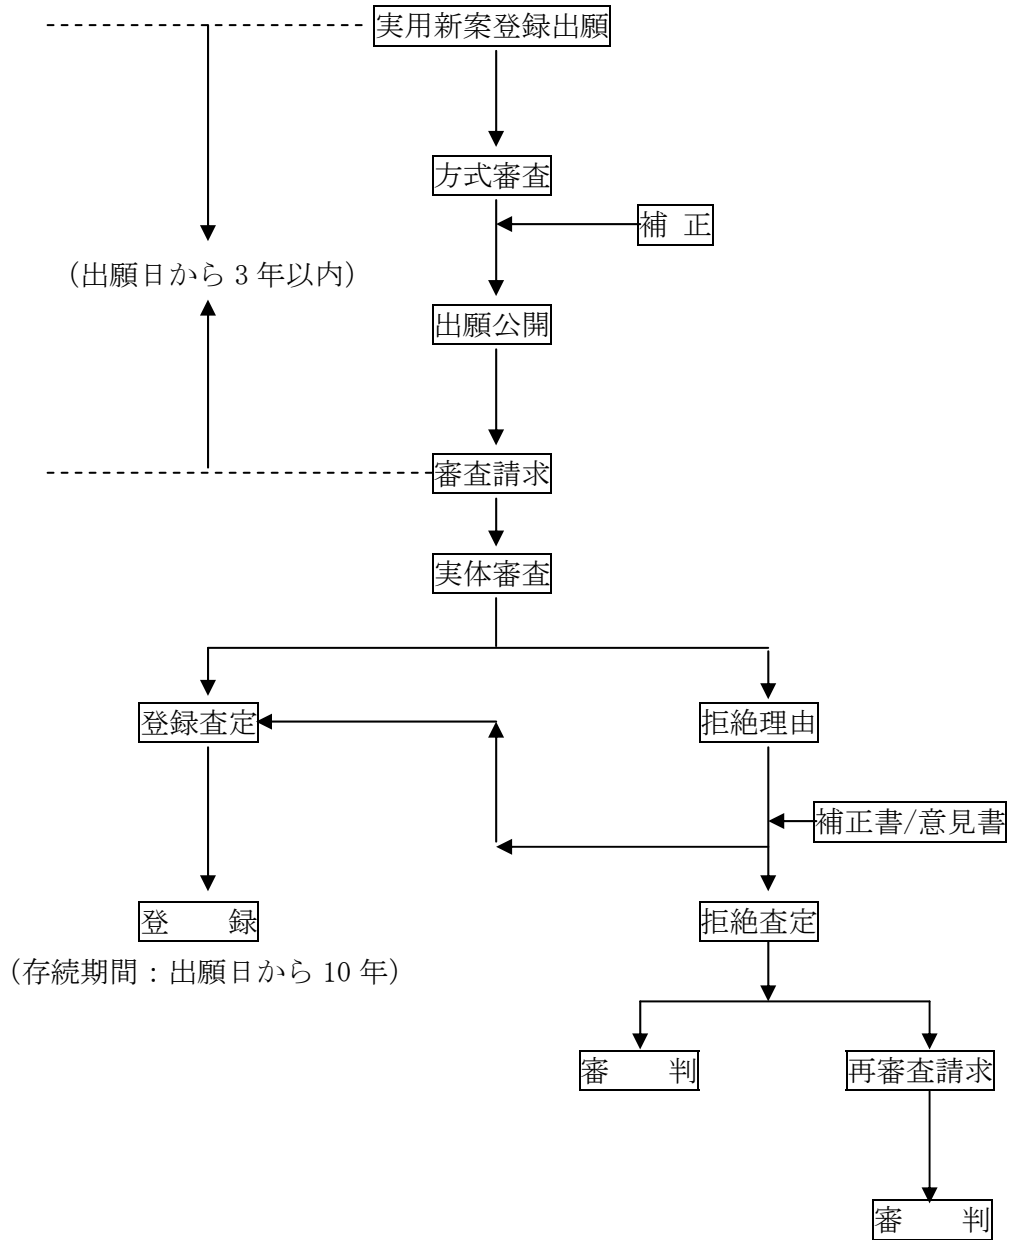 実用新案登録出願
方式審査
補 正
（出願日から 3 年以内）
出願公開
審査請求
実体審査
登録査定
拒絶理由
補正書/意見書
登 録
拒絶査定
（存続期間：出願日から 10 年）
審 判
再審査請求
審 判